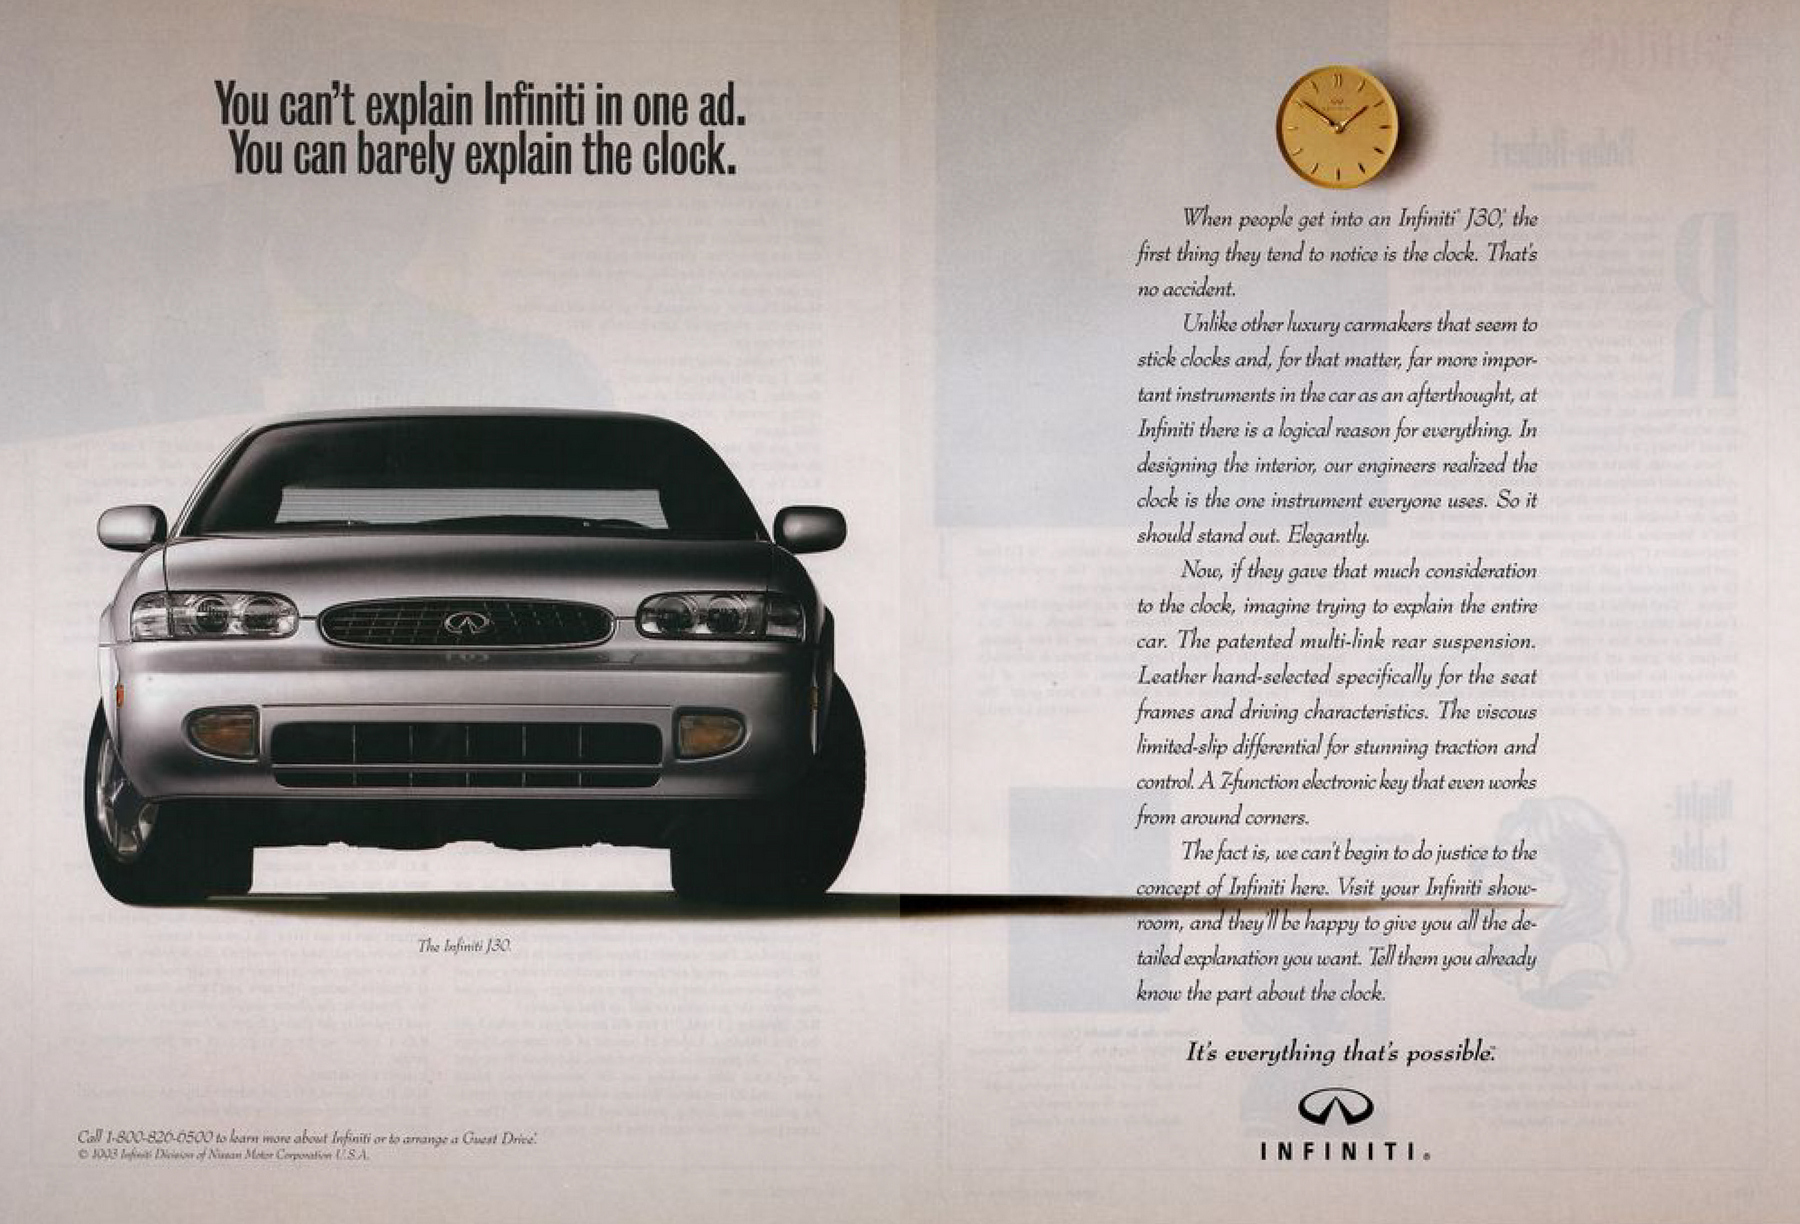 You can't explain Infiniti in one ad.
You can barely explain the clock.
When people get into an Infiniti® J30,® the
first thing they tend to notice is the clock. That's
no accident.
Unlike other luxury carmakers that seem to
stick clocks and, for that matter, far more impor-
tant instruments in the car as an afterthought, at
Infiniti there is a logical reason for everything. In
designing the interior, our engineers realized the
clock is the one instrument everyone uses. So it
should stand out. Elegantly.
Now, if they gave that much consideration
to the clock, imagine trying to explain the entire
car. The patented multi-link rear suspension.
Leather hand-selected specifically for the seat
frames and driving characteristics. The viscous
limited-slip differential for stunning traction and
control. A 7-function electronic key that even works
from around corners.
The fact is, we can't begin to do justice to the
concept of Infiniti here. Visit your Infiniti show-
room, and they'll be happy to give you all the de-
tailed explanation you want. Tell them you already
know the part about the clock.
It's everything that's possible.™
INFINITI®
The Infiniti J30.
Call 1-800-826-6500 to learn more about Infiniti or to arrange a Guest Drive.
© 1993 Infiniti Division of Nissan Motor Corporation U.S.A.